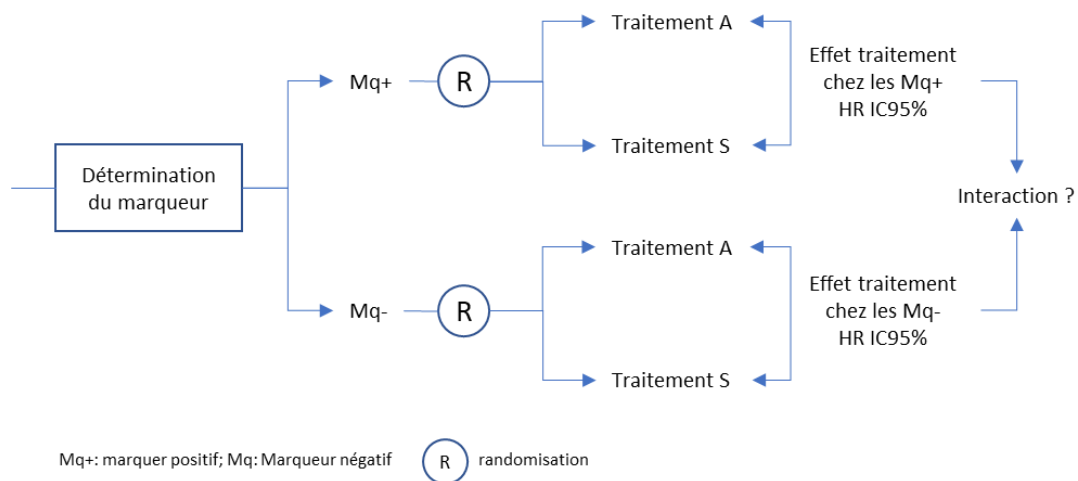 Détermination
du marqueur
Mq+
R
Traitement A
Traitement S
Effet traitement
chez les Mq+
HR IC95%
Mq-
R
Traitement A
Traitement S
Effet traitement
chez les Mq-
HR IC95%
Interaction ?
Mq+: marquer positif; Mq: Marqueur négatif
R
randomisation